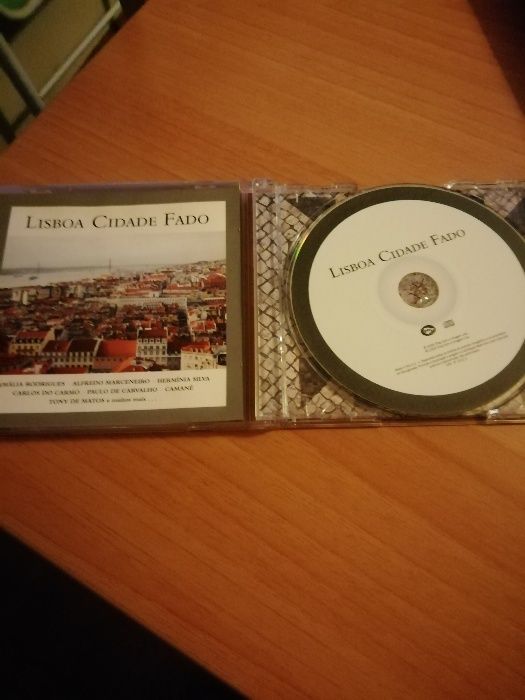 LISBOA CIDADE FADO
AMÁLIA RODRIGUES ALFREDO MARCENEIRO HERMÍNIA SILVA
CARLOS DO CARMO PAULO DE CARVALHO CAMANÉ
TONY DE MATOS e muitos mais . . .
LISBOA CIDADE FADO